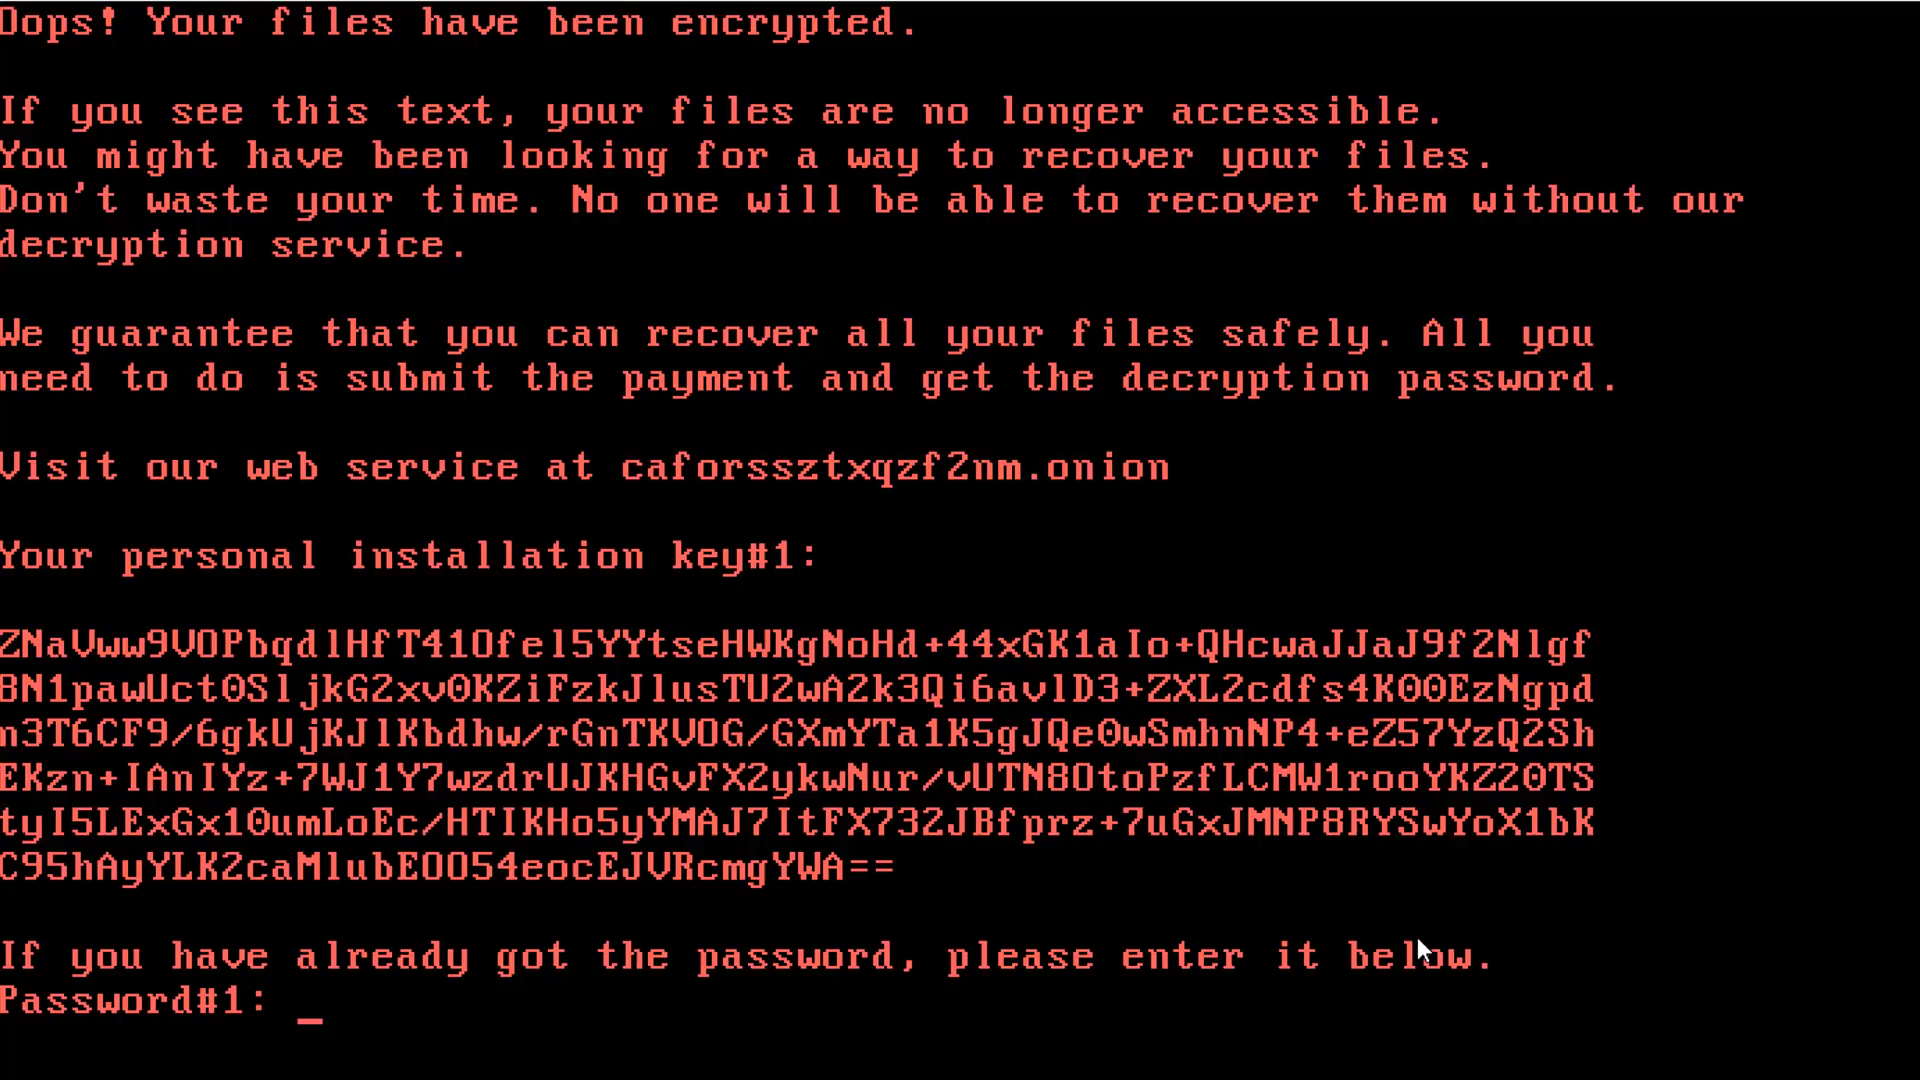 Oops! Your files have been encrypted.
If you see this text, your files are no longer accessible.
You might have been looking for a way to recover your files.
Don't waste your time. No one will be able to recover them without our
decryption service.
We guarantee that you can recover all your files safely. All you
need to do is submit the payment and get the decryption password.
Visit our web service at caforssztxqzf2nm.onion
Your personal installation key#1:
ZNaVww9VOPbqdlHfT41Ofel5YYtseHWKgNoHd+44xGK1aIo+QHcwaJJaJ9f2Nlgf
8N1pawUct0SljkG2xv0KZiFzkJlusTU2wA2k3Qi6avlD3+ZXL2cdfs4K00EzNgpd
n3T6CF9/6gkUjKJlKbdhw/rGnTKVOG/GXmYTa1K5gJQe0wSmhnNP4+eZ57YzQ2Sh
EKzn+IAnIYz+7WJ1Y7wzdrUJKHGvFX2ykwNur/vUTN8OtoPzfLCMW1rooYKZ20TS
tyI5LExGx10umLoEc/HTIKHo5yYMAJ7ItFX732JBfprz+7uGxJMNP8RYSwYoX1bK
C95hAyYLK2caMlubEOO54eocEJVRcmgYWA==
If you have already got the password, please enter it below.
Password#1: _